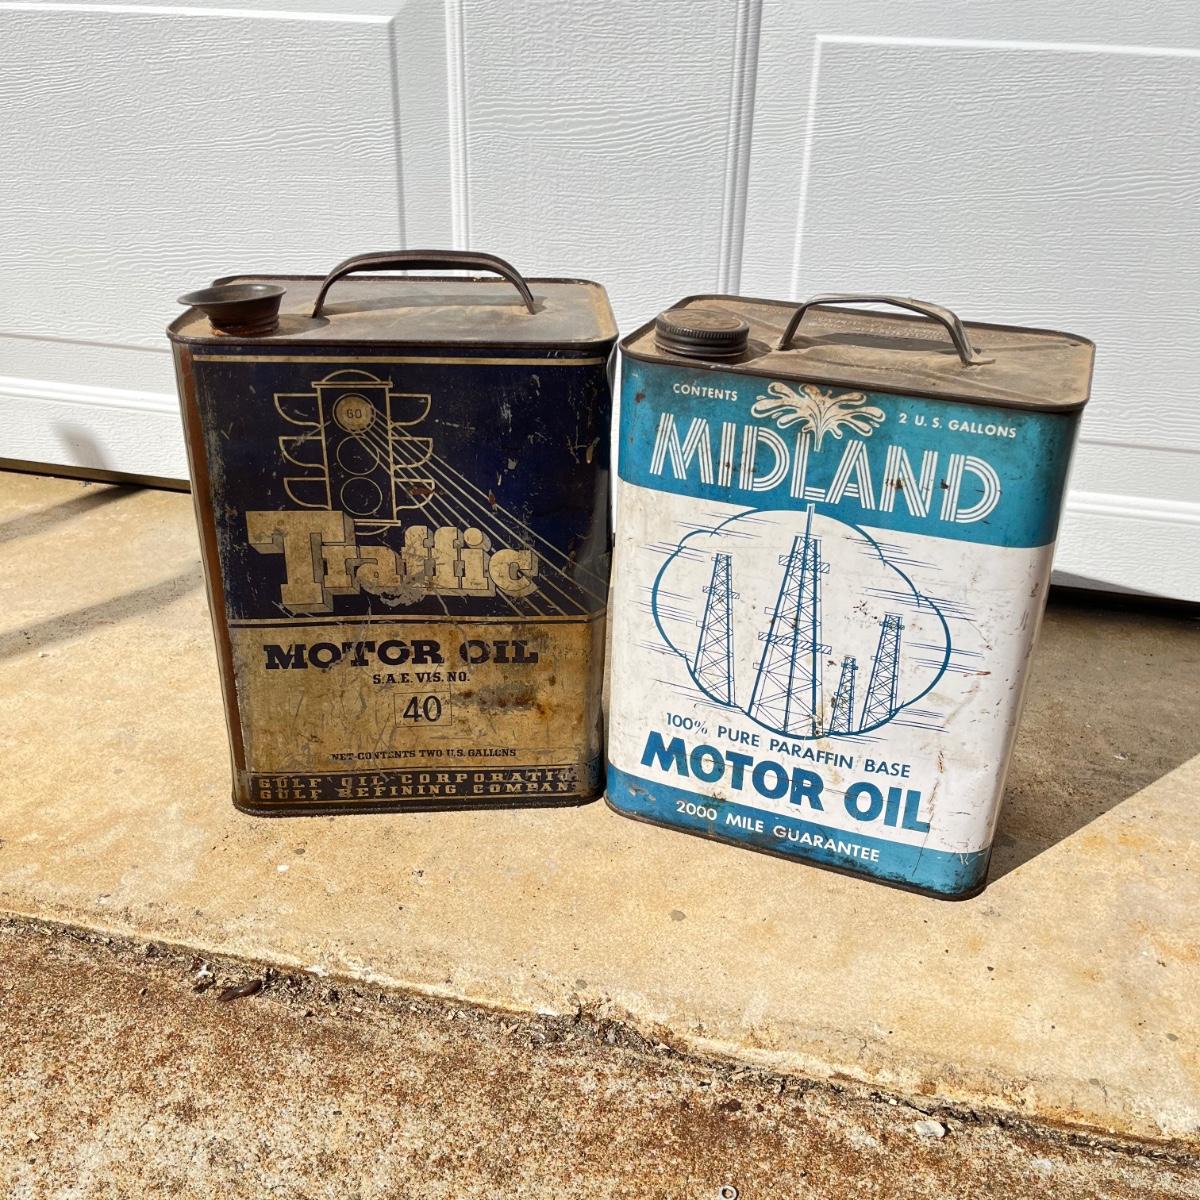 GO
Traffic
MOTOR OIL
S.A.E. VIS. NO.
40
NET CONTENTS TWO U.S. GALLONS
GULF OIL CORPORATIO
GULF REFINING COMPAN
CONTENTS
2 U.S. GALLONS
MIDLAND
100% PURE PARAFFIN BASE
MOTOR OIL
2000 MILE GUARANTEE